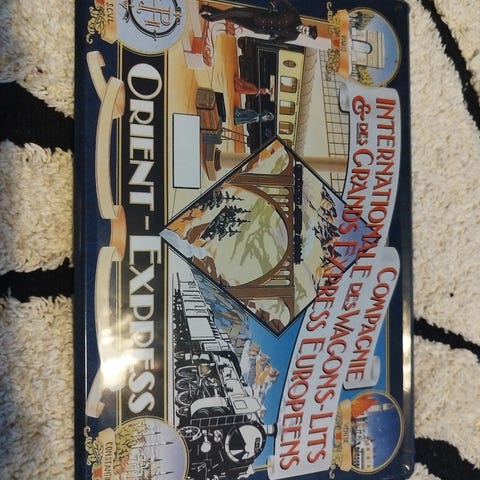 COMPAGNIE
INTERNATIONALE DES WAGONS-LITS
& DES GRANDS EXPRESS EUROPEENS
ORIENT-EXPRESS